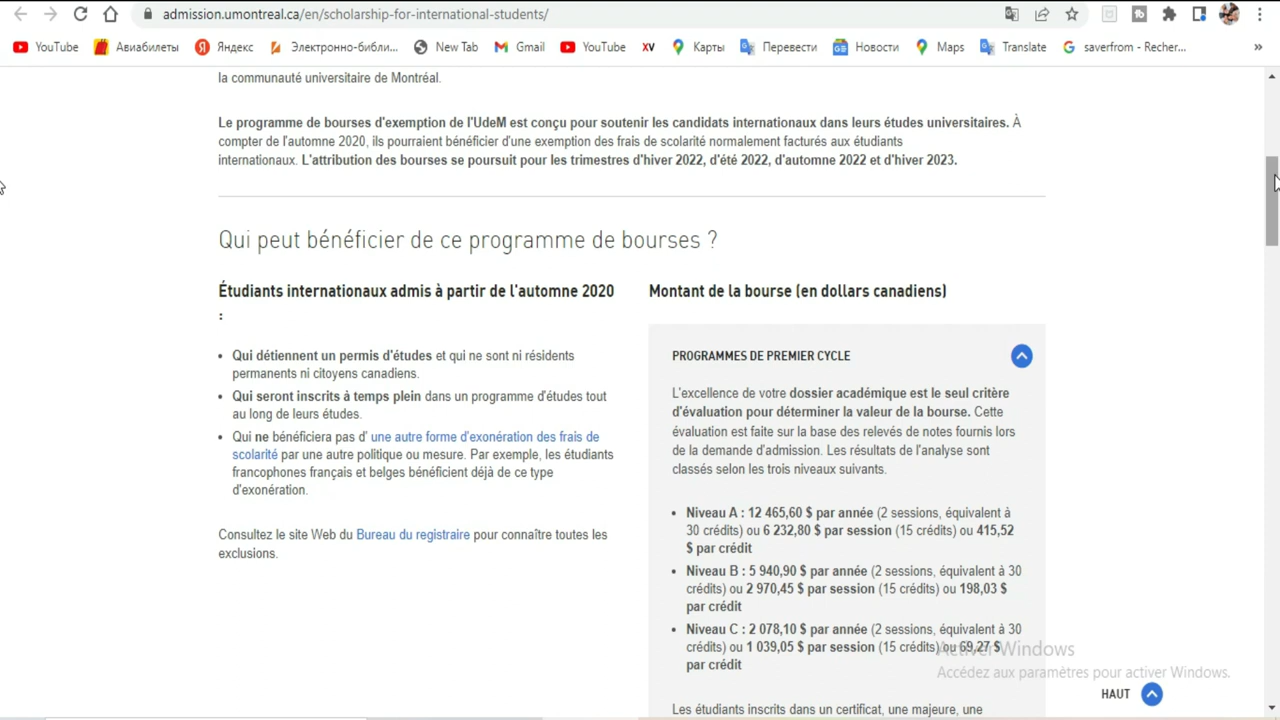 admission.umontreal.ca/en/scholarship-for-international-students/
YouTube Авиабилеты Яндекс Электронно-библи... New Tab Gmail YouTube XV Карты Перевести Новости Maps Translate saverfrom - Recher... »
la communauté universitaire de Montréal.
Le programme de bourses d'exemption de l'UdeM est conçu pour soutenir les candidats internationaux dans leurs études universitaires. À
compter de l'automne 2020, ils pourraient bénéficier d'une exemption des frais de scolarité normalement facturés aux étudiants
internationaux. L'attribution des bourses se poursuit pour les trimestres d'hiver 2022, d'été 2022, d'automne 2022 et d'hiver 2023.
Qui peut bénéficier de ce programme de bourses ?
Étudiants internationaux admis à partir de l'automne 2020
:
• Qui détiennent un permis d'études et qui ne sont ni résidents
permanents ni citoyens canadiens.
• Qui seront inscrits à temps plein dans un programme d'études tout
au long de leurs études.
• Qui ne bénéficiera pas d' une autre forme d'exonération des frais de
scolarité par une autre politique ou mesure. Par exemple, les étudiants
francophones français et belges bénéficient déjà de ce type
d'exonération.
Consultez le site Web du Bureau du registraire pour connaître toutes les
exclusions.
Montant de la bourse (en dollars canadiens)
PROGRAMMES DE PREMIER CYCLE
L'excellence de votre dossier académique est le seul critère
d'évaluation pour déterminer la valeur de la bourse. Cette
évaluation est faite sur la base des relevés de notes fournis lors
de la demande d'admission. Les résultats de l'analyse sont
classés selon les trois niveaux suivants.
• Niveau A : 12 465,60 $ par année (2 sessions, équivalent à
30 crédits) ou 6 232,80 $ par session (15 crédits) ou 415,52
$ par crédit
• Niveau B : 5 940,90 $ par année (2 sessions, équivalent à 30
crédits) ou 2 970,45 $ par session (15 crédits) ou 198,03 $
par crédit
• Niveau C : 2 078,10 $ par année (2 sessions, équivalent à 30
crédits) ou 1 039,05 $ par session (15 crédits) ou 69,27 $
par crédit
Les étudiants inscrits dans un certificat, une majeure, une
Activer Windows
Accédez aux paramètres pour activer Windows.
HAUT